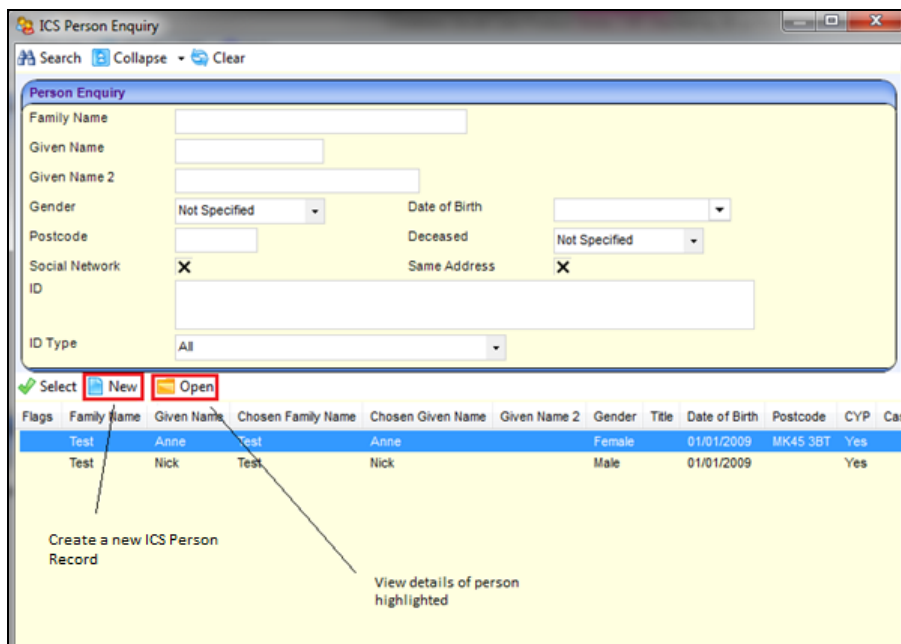 ICS Person Enquiry
Search Collapse Clear
Person Enquiry
Family Name
Given Name
Given Name 2
Gender Not Specified Date of Birth
Postcode Deceased Not Specified
Social Network X Same Address X
ID
ID Type All
Select New Open
Flags Family Name Given Name Chosen Family Name Chosen Given Name Given Name 2 Gender Title Date of Birth Postcode CYP Cas
Test Anne Test Anne Female 01/01/2009 MK45 3BT Yes
Test Nick Test Nick Male 01/01/2009 Yes
Create a new ICS Person
Record
View details of person
highlighted